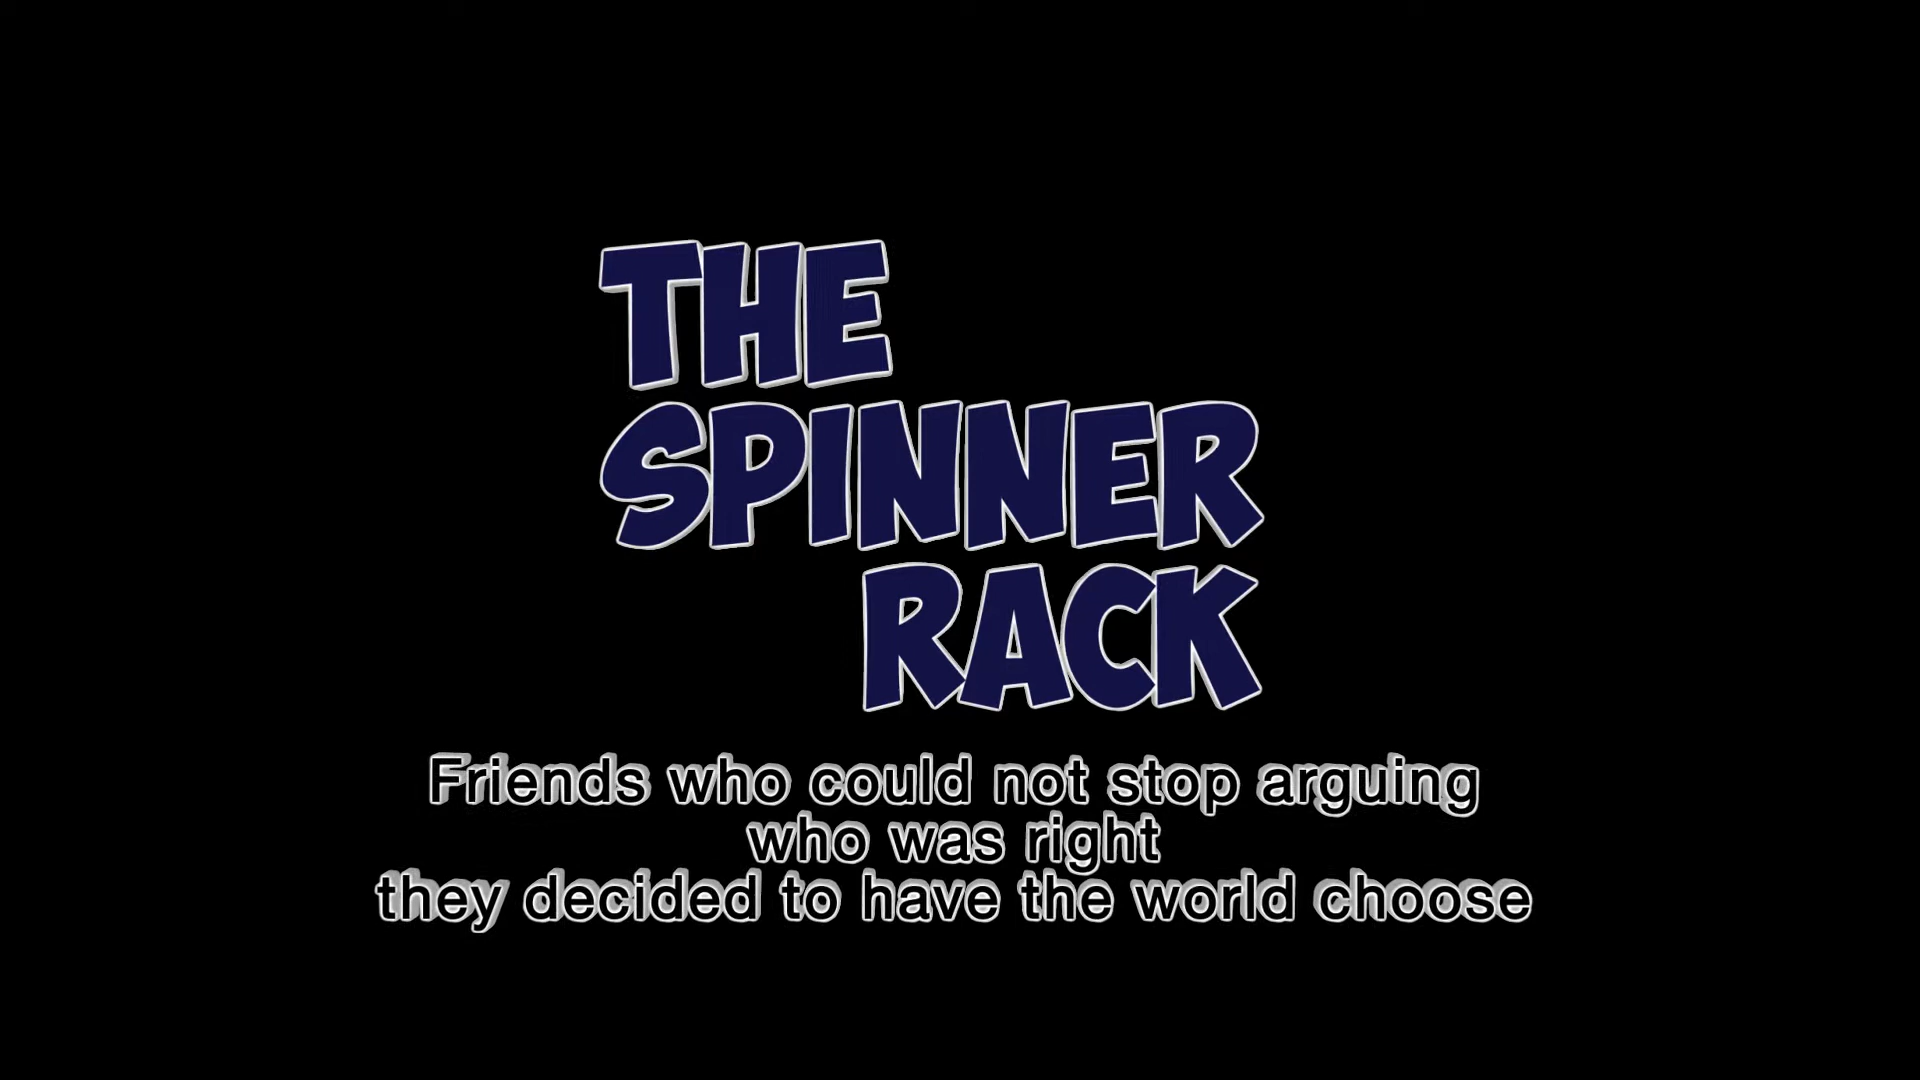 THE
SPINNER
RACK
Friends who could not stop arguing
who was right
they decided to have the world choose